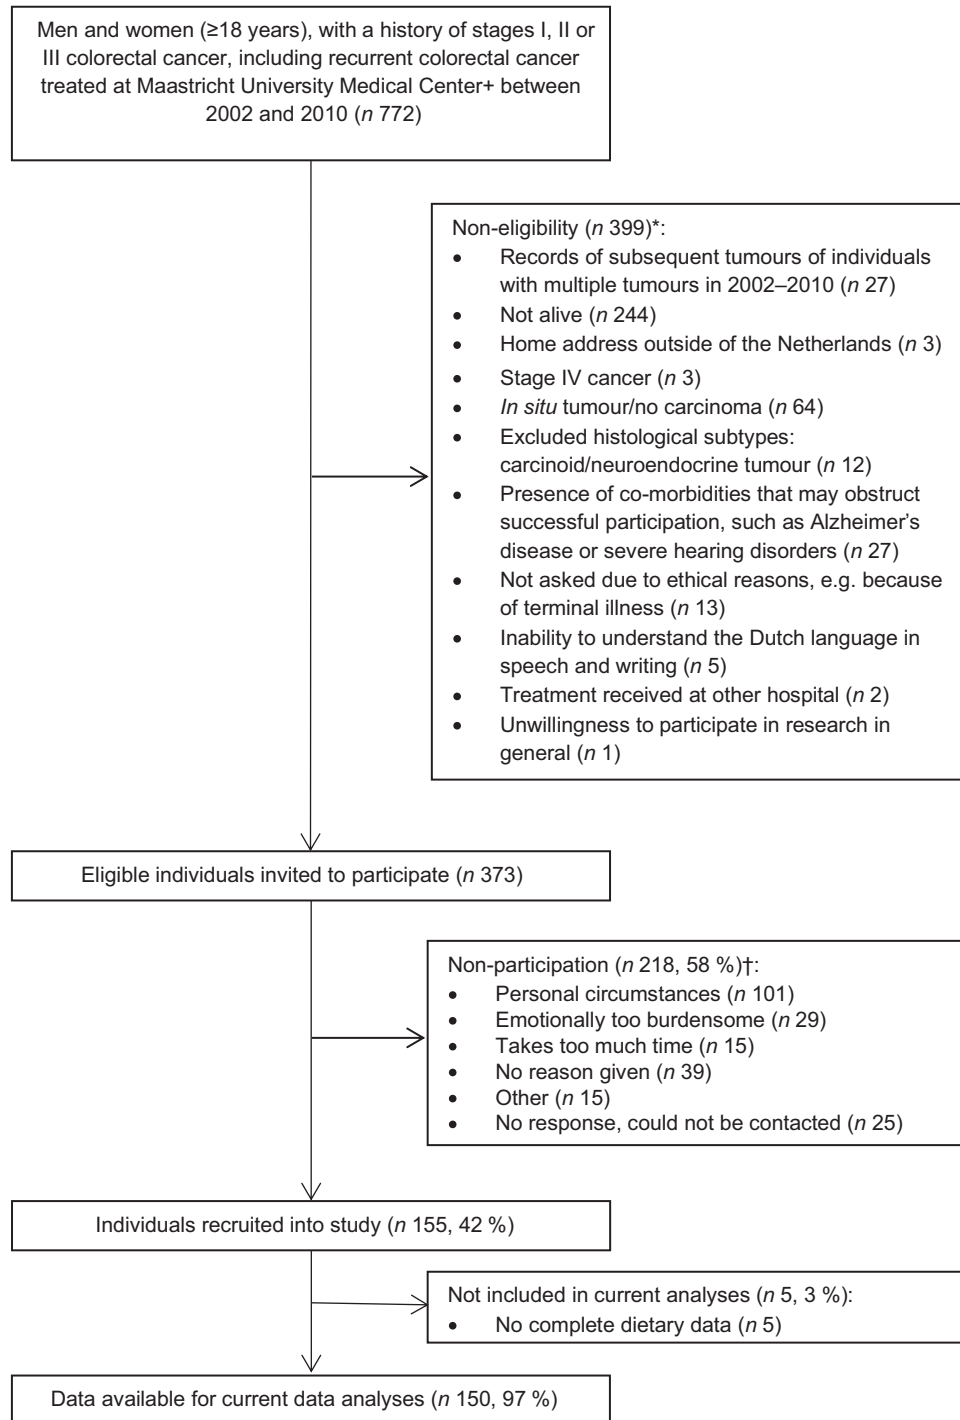 Men and women (≥18 years), with a history of stages I, II or
III colorectal cancer, including recurrent colorectal cancer
treated at Maastricht University Medical Center+ between
2002 and 2010 (n 772)
Non-eligibility (n 399)*:
• Records of subsequent tumours of individuals
with multiple tumours in 2002–2010 (n 27)
• Not alive (n 244)
• Home address outside of the Netherlands (n 3)
• Stage IV cancer (n 3)
• In situ tumour/no carcinoma (n 64)
• Excluded histological subtypes:
carcinoid/neuroendocrine tumour (n 12)
• Presence of co-morbidities that may obstruct
successful participation, such as Alzheimer’s
disease or severe hearing disorders (n 27)
• Not asked due to ethical reasons, e.g. because
of terminal illness (n 13)
• Inability to understand the Dutch language in
speech and writing (n 5)
• Treatment received at other hospital (n 2)
• Unwillingness to participate in research in
general (n 1)
Eligible individuals invited to participate (n 373)
Non-participation (n 218, 58 %)†:
• Personal circumstances (n 101)
• Emotionally too burdensome (n 29)
• Takes too much time (n 15)
• No reason given (n 39)
• Other (n 15)
• No response, could not be contacted (n 25)
Individuals recruited into study (n 155, 42 %)
Not included in current analyses (n 5, 3 %):
• No complete dietary data (n 5)
Data available for current data analyses (n 150, 97 %)